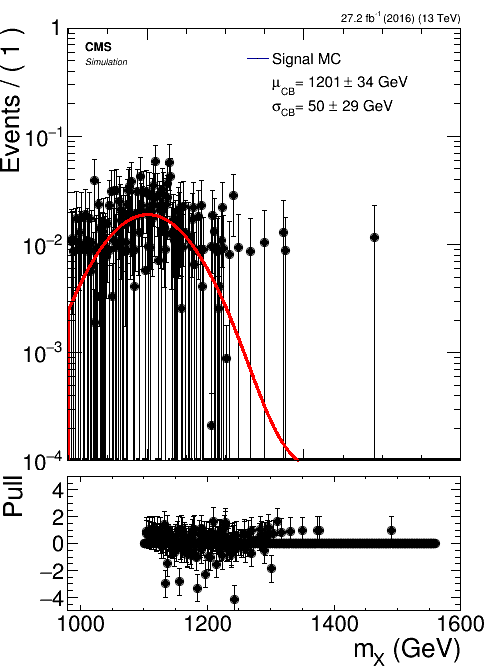 27.2 fb⁻¹ (2016) (13 TeV)
CMS
Simulation
Signal MC
μ_CB= 1201 ± 34 GeV
σ_CB= 50 ± 29 GeV
Events / ( 1 )
1
10⁻¹
10⁻²
10⁻³
10⁻⁴
Pull
4
2
0
−2
−4
1000 1200 1400 1600
m_X (GeV)